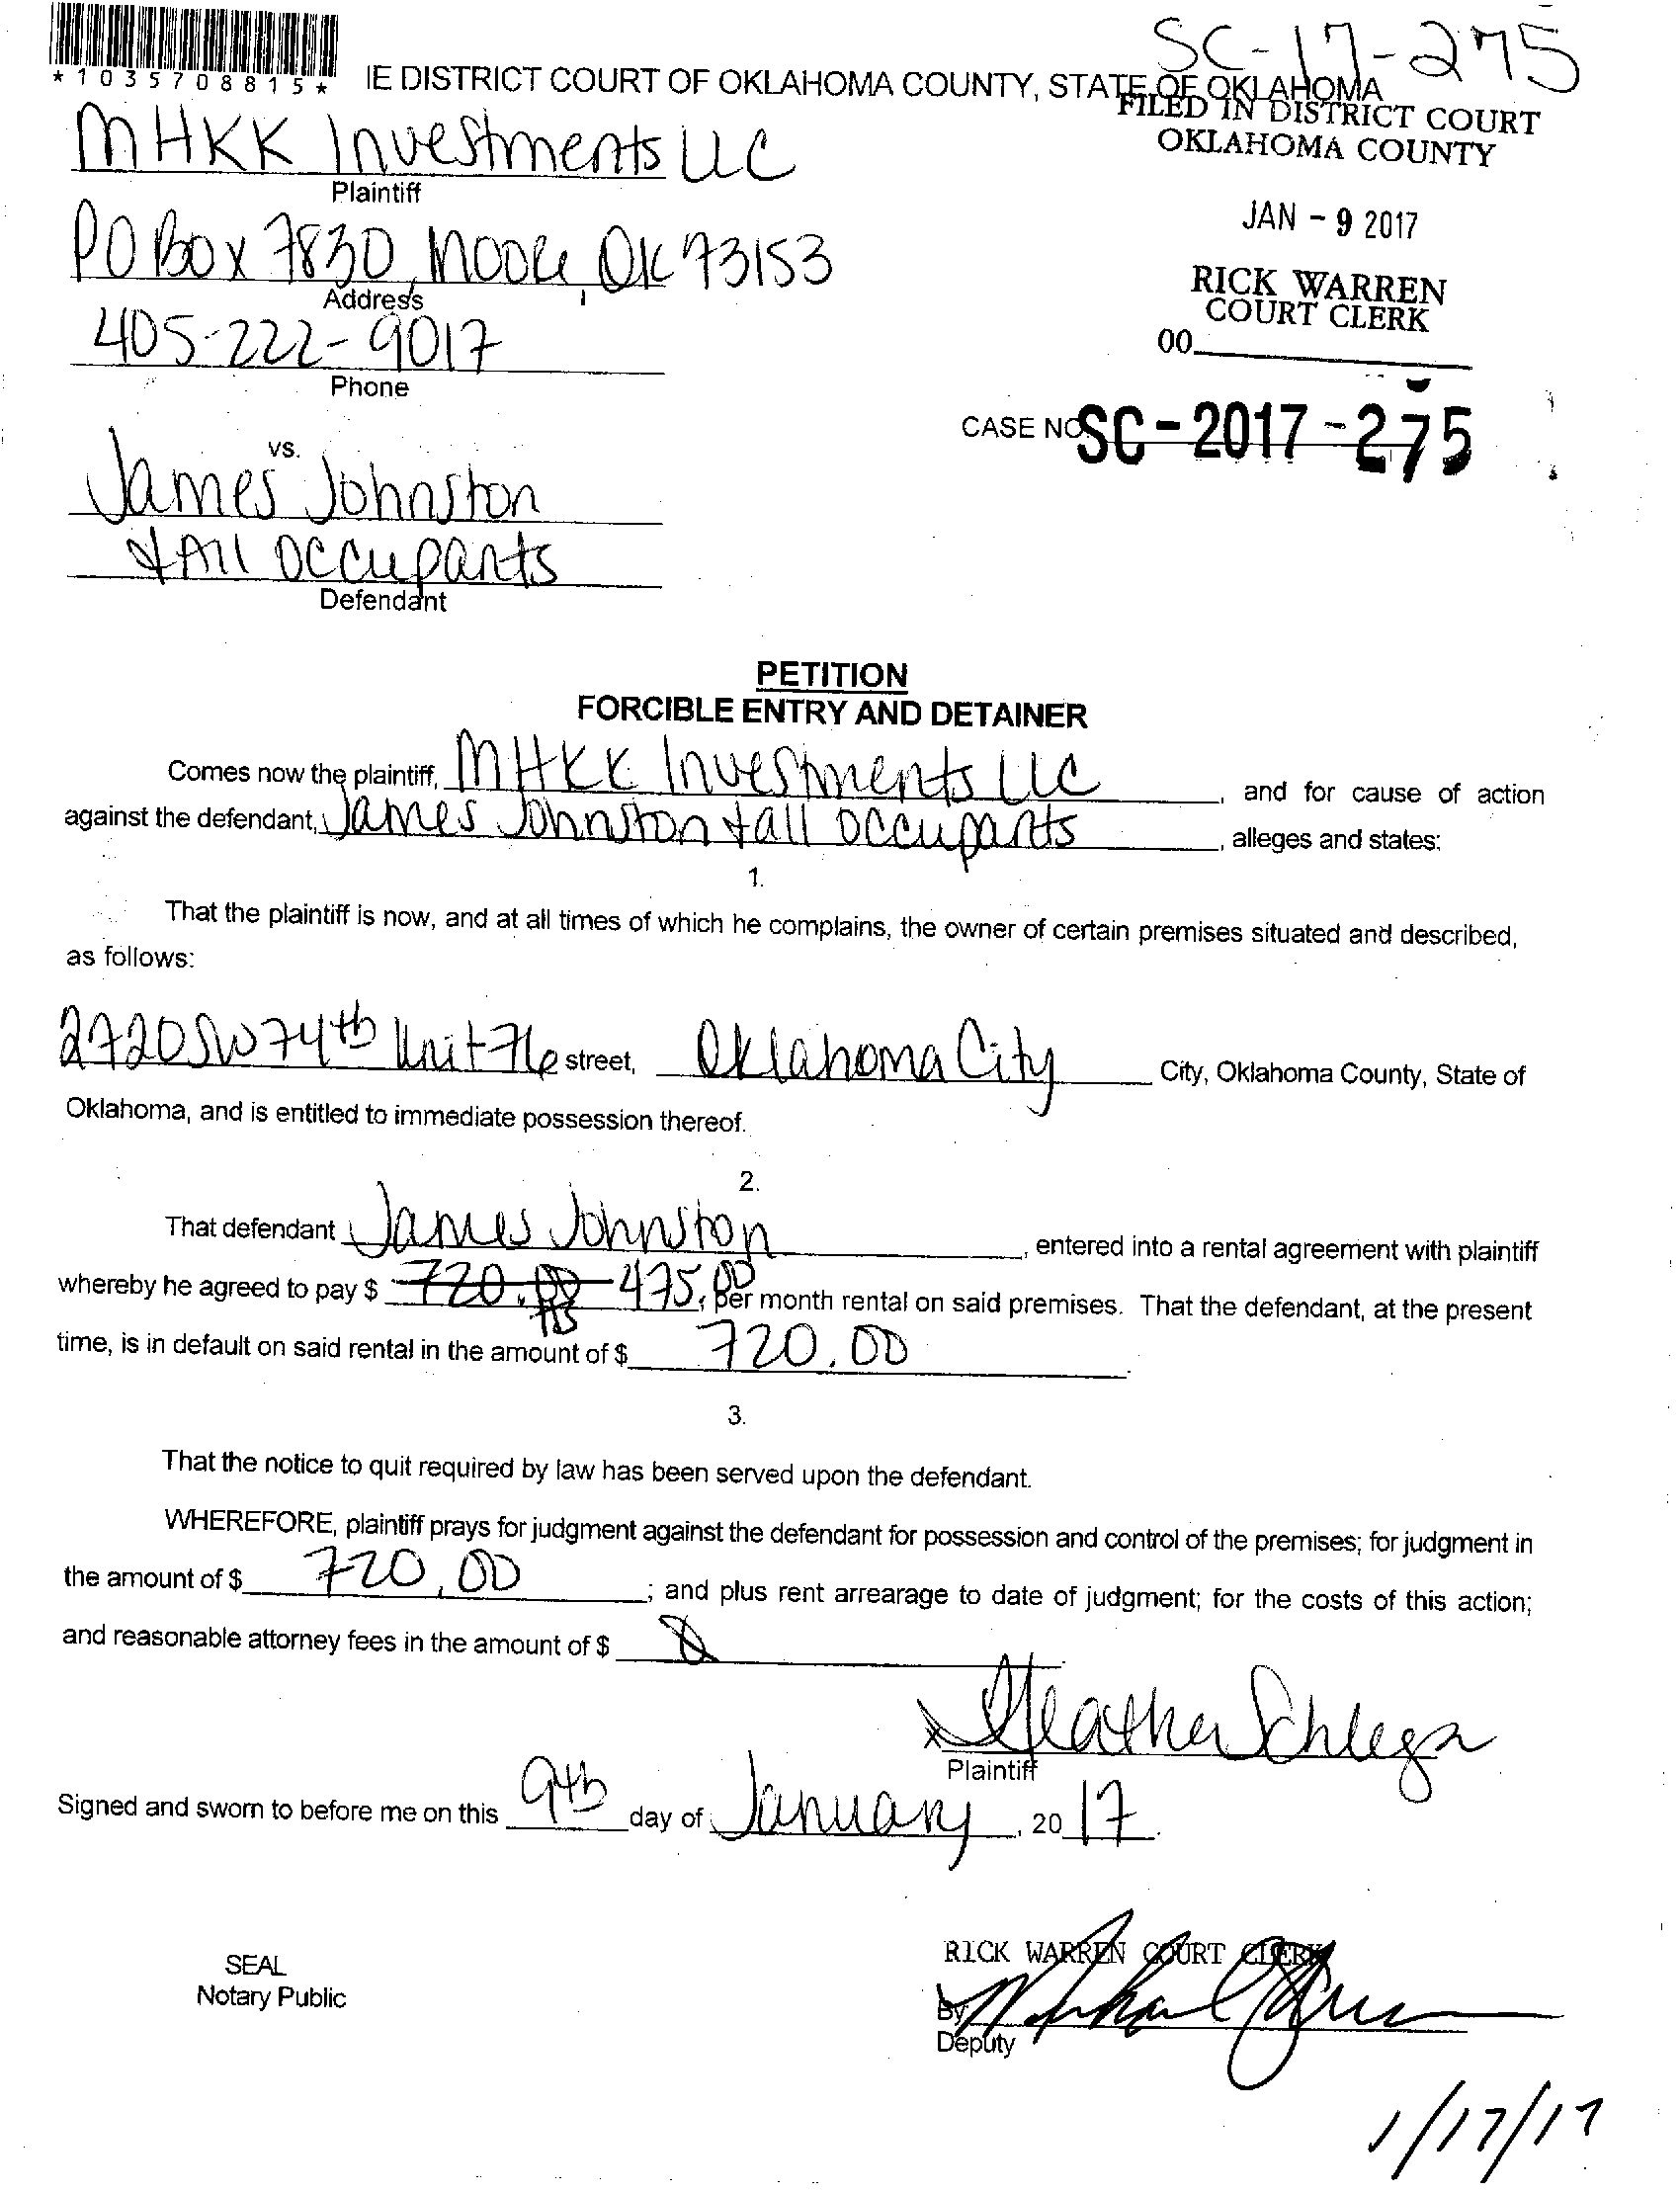 SC-17-275
*1035708815*
IE DISTRICT COURT OF OKLAHOMA COUNTY, STATE OF OKLAHOMA
FILED IN DISTRICT COURT
OKLAHOMA COUNTY
MHKK Investments LLC
Plaintiff
JAN - 9 2017
PO Box 7830, Moore, OK 73153
Address
RICK WARREN
COURT CLERK
405-222-9017
00
Phone
CASE NO. SC-2017-275
vs.
James Johnston
& All Occupants
Defendant
PETITION
FORCIBLE ENTRY AND DETAINER
Comes now the plaintiff, MHKK Investments LLC, and for cause of action
against the defendant, James Johnston & all occupants, alleges and states:
1.
That the plaintiff is now, and at all times of which he complains, the owner of certain premises situated and described,
as follows:
2720 SW 74th Unit 76 street, Oklahoma City City, Oklahoma County, State of
Oklahoma, and is entitled to immediate possession thereof.
2.
That defendant James Johnston, entered into a rental agreement with plaintiff
whereby he agreed to pay $ 720.00 475.00 per month rental on said premises. That the defendant, at the present
time, is in default on said rental in the amount of $ 720.00.
3.
That the notice to quit required by law has been served upon the defendant.
WHEREFORE, plaintiff prays for judgment against the defendant for possession and control of the premises; for judgment in
the amount of $ 720.00; and plus rent arrearage to date of judgment; for the costs of this action;
and reasonable attorney fees in the amount of $
x Heather
Plaintiff
Signed and sworn to before me on this 9th day of January, 20 17.
RICK WARREN COURT CLERK
SEAL
Notary Public
By
Deputy
1/17/17